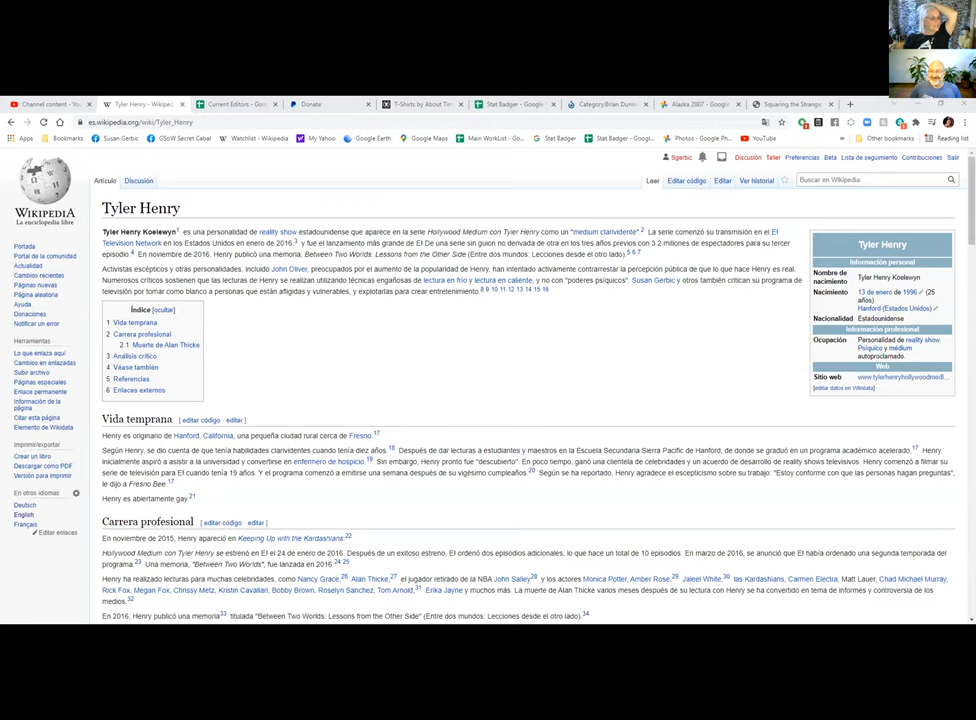 Channel content - Yo
Tyler Henry - Wikiped
Current Editors - Goo
Donate
T-Shirts by About Tim
Stat Badger - Google
Category:Brian Dunn
Alaska 2007 - Google
Squaring the Strange
es.wikipedia.org/wiki/Tyler_Henry
Apps
Bookmarks
Susan Gerbic
GSoW Secret Cabal
Watchlist - Wikipedia
My Yahoo
Google Earth
Google Maps
MainWorkList - Go...
Stat Badger
Stat Badger - Googl...
Photos - Google Ph...
YouTube
»
Other bookmarks
Reading list
Sgerbic
Discusión Taller Preferencias Beta Lista de seguimiento Contribuciones Salir
Artículo Discusión
Leer Editar código Editar Ver historial
Buscar en Wikipedia
WIKIPEDIA
La enciclopedia libre
Portada
Portal de la comunidad
Actualidad
Cambios recientes
Páginas nuevas
Página aleatoria
Ayuda
Donaciones
Notificar un error
Herramientas
Lo que enlaza aquí
Cambios en enlazadas
Subir archivo
Páginas especiales
Enlace permanente
Información de la
página
Citar esta página
Elemento de Wikidata
Imprimir/exportar
Crear un libro
Descargar como PDF
Versión para imprimir
En otros idiomas
Deutsch
English
Français
Editar enlaces
Tyler Henry
Tyler Henry Koelewyn1 es una personalidad de reality show estadounidense que aparece en la serie Hollywood Medium con Tyler Henry como un "medium clarividente".2 La serie comenzó su transmisión en el E!
Television Network en los Estados Unidos en enero de 2016,3 y fue el lanzamiento más grande de E! De una serie sin guion no derivada de otra en los tres años previos con 3.2 millones de espectadores para su tercer
episodio.4 En noviembre de 2016, Henry publicó una memoria, Between Two Worlds: Lessons from the Other Side (Entre dos mundos: Lecciones desde el otro lado).5 6 7
Activistas escépticos y otras personalidades, incluido John Oliver, preocupados por el aumento de la popularidad de Henry, han intentado activamente contrarrestar la percepción pública de que lo que hace Henry es real.
Numerosos críticos sostienen que las lecturas de Henry se realizan utilizando técnicas engañosas de lectura en frío y lectura en caliente, y no con "poderes psíquicos". Susan Gerbic y otros también critican su programa de
televisión por tomar como blanco a personas que están afligidas y vulnerables, y explotarlas para crear entretenimiento.8 9 10 11 12 13 14 15 16
Índice [ocultar]
1 Vida temprana
2 Carrera profesional
2.1 Muerte de Alan Thicke
3 Análisis crítico
4 Véase también
5 Referencias
6 Enlaces externos
Tyler Henry
Información personal
Nombre de
nacimiento
Tyler Henry Koelewyn
Nacimiento 13 de enero de 1996 (25
años)
Hanford (Estados Unidos)
Nacionalidad Estadounidense
Información profesional
Ocupación Personalidad de reality show.
Psíquico y médium
autoproclamado.
Web
Sitio web www.tylerhenryhollywoodmedi...
[editar datos en Wikidata]
Vida temprana [ editar código · editar ]
Henry es originario de Hanford, California, una pequeña ciudad rural cerca de Fresno.17
Según Henry, se dio cuenta de que tenía habilidades clarividentes cuando tenía diez años.18 Después de dar lecturas a estudiantes y maestros en la Escuela Secundaria Sierra Pacific de Hanford, de donde se graduó en un programa académico acelerado,17 Henry
inicialmente aspiró a asistir a la universidad y convertirse en enfermero de hospicio.19 Sin embargo, Henry pronto fue "descubierto". En poco tiempo, ganó una clientela de celebridades y un acuerdo de desarrollo de reality shows televisivos. Henry comenzó a filmar su
serie de televisión para E! cuando tenía 19 años. Y el programa comenzó a emitirse una semana después de su vigésimo cumpleaños.20 Según se ha reportado, Henry agradece el escepticismo sobre su trabajo: "Estoy conforme con que las personas hagan preguntas",
le dijo a Fresno Bee.17
Henry es abiertamente gay.21
Carrera profesional [ editar código · editar ]
En noviembre de 2015, Henry apareció en Keeping Up with the Kardashians.22
Hollywood Medium con Tyler Henry se estrenó en E! el 24 de enero de 2016. Después de un exitoso estreno, E! ordenó dos episodios adicionales, lo que hace un total de 10 episodios. En marzo de 2016, se anunció que E! había ordenado una segunda temporada del
programa.23 Una memoria, "Between Two Worlds", fue lanzada en 2016.24 25
Henry ha realizado lecturas para muchas celebridades, como Nancy Grace,26 Alan Thicke,27 el jugador retirado de la NBA John Salley28 y los actores Monica Potter, Amber Rose,29 Jaleel White,30 las Kardashians, Carmen Electra, Matt Lauer, Chad Michael Murray,
Rick Fox, Megan Fox, Chrissy Metz, Kristin Cavallari, Bobby Brown, Roselyn Sanchez, Tom Arnold,31 Erika Jayne y muchos más. La muerte de Alan Thicke varios meses después de su lectura con Henry se ha convertido en tema de informes y controversia de los
medios.32
En 2016, Henry publicó una memoria33 titulada "Between Two Worlds: Lessons from the Other Side" (Entre dos mundos: Lecciones desde el otro lado).34